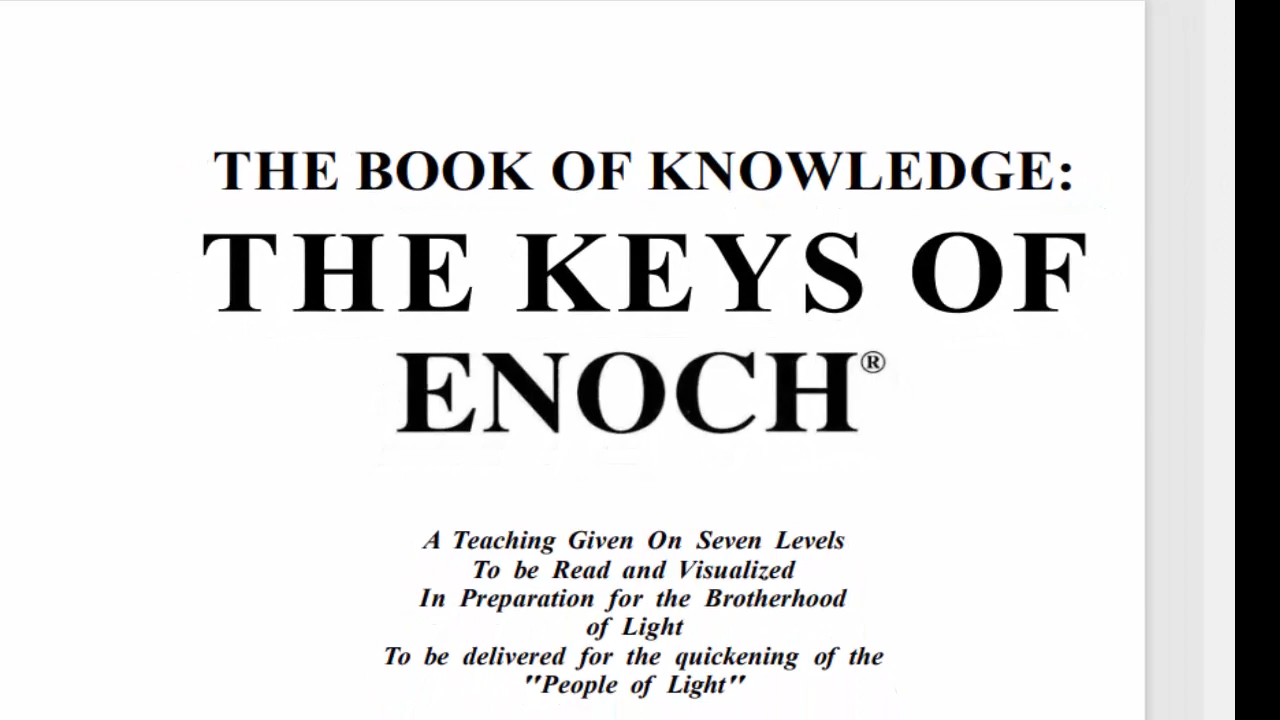 THE BOOK OF KNOWLEDGE:
THE KEYS OF
ENOCH®
A Teaching Given On Seven Levels
To be Read and Visualized
In Preparation for the Brotherhood
of Light
To be delivered for the quickening of the
"People of Light"